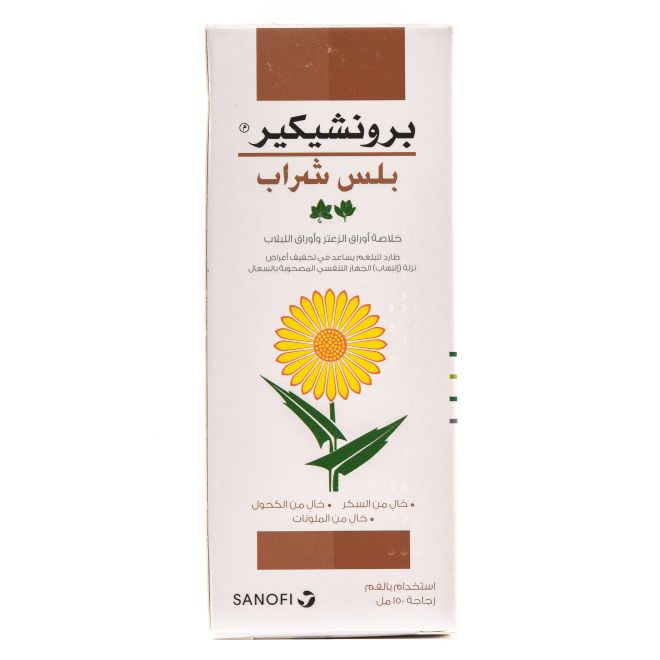 برونشيكير ®
بلس شراب
خلاصة أوراق الزعتر وأوراق اللبلاب
طارد للبلغم يساعد في تخفيف أعراض
نزلة (إلتهاب) الجهاز التنفسي المصحوبة بالسعال
• خال من السكر • خال من الكحول
• خال من الملونات
استخدام بالفم
زجاجة ١٥٠ مل
SANOFI